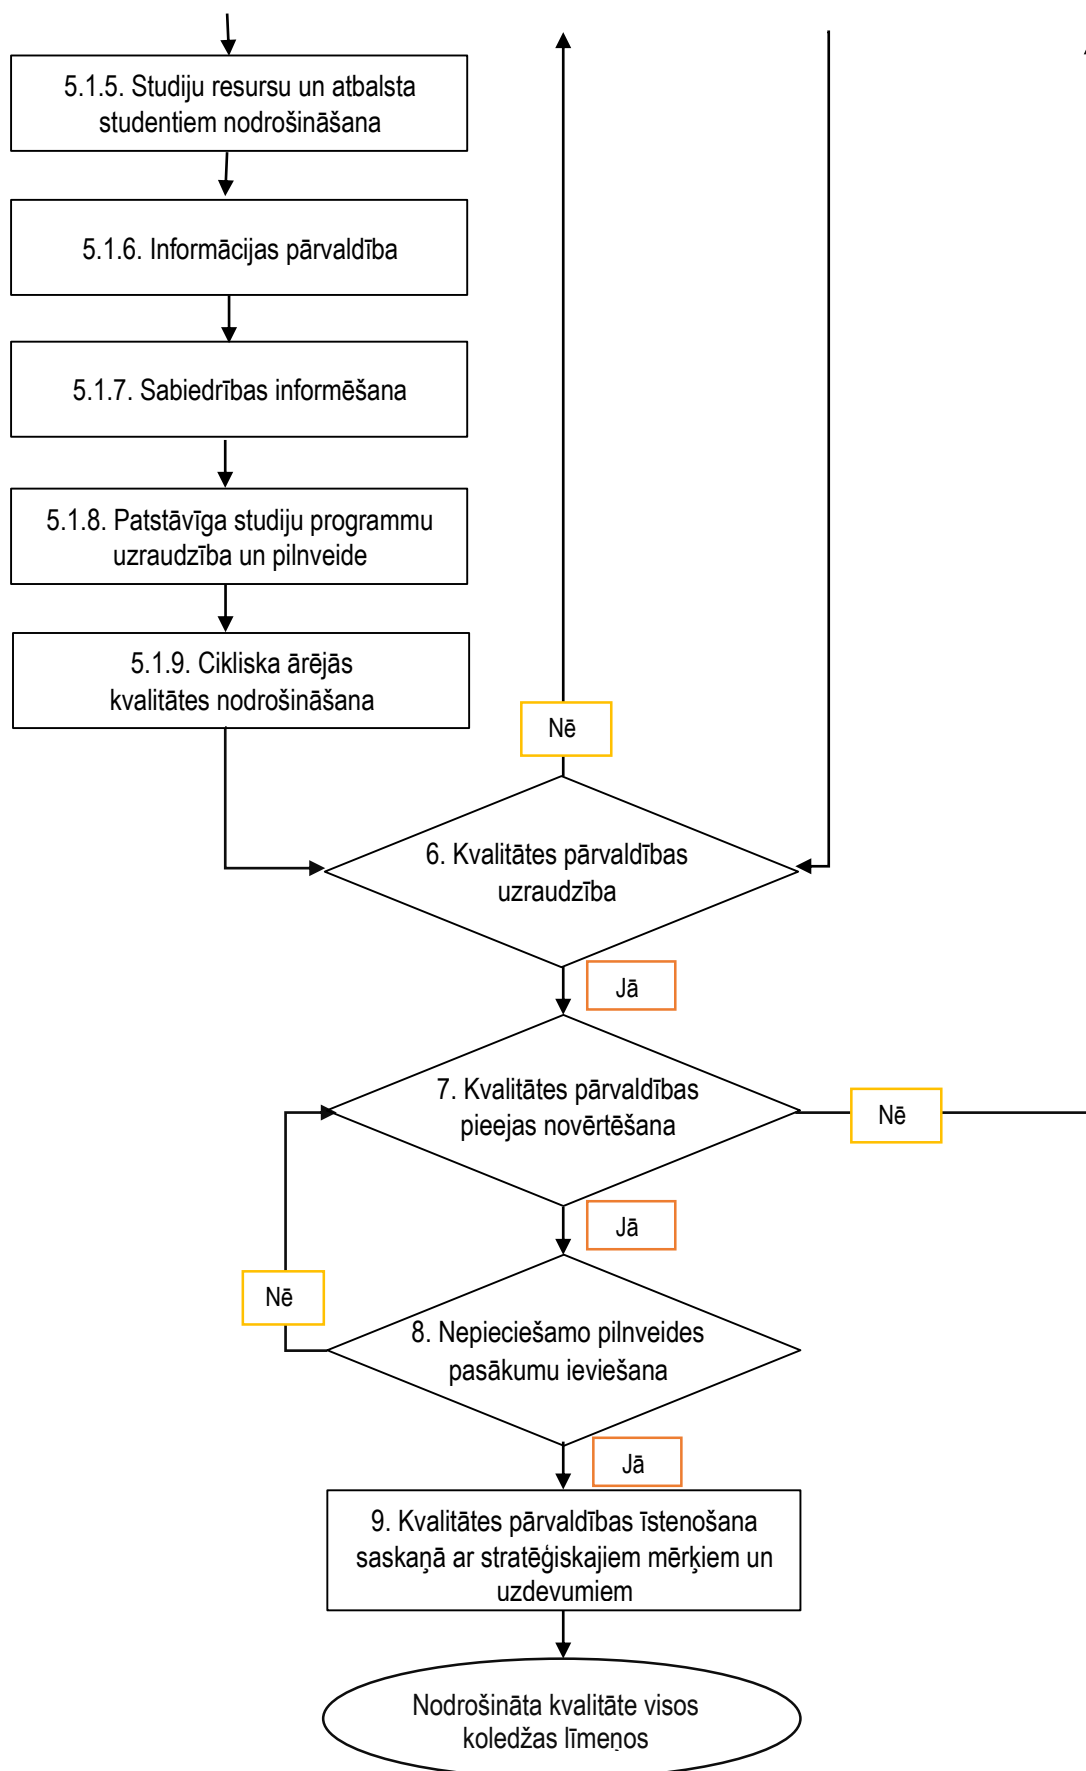 5.1.5. Studiju resursu un atbalsta
studentiem nodrošināšana
5.1.6. Informācijas pārvaldība
5.1.7. Sabiedrības informēšana
5.1.8. Patstāvīga studiju programmu
uzraudzība un pilnveide
5.1.9. Cikliska ārējās
kvalitātes nodrošināšana
Nē
6. Kvalitātes pārvaldības
uzraudzība
Jā
7. Kvalitātes pārvaldības
pieejas novērtēšana
Nē
Jā
Nē
8. Nepieciešamo pilnveides
pasākumu ieviešana
Jā
9. Kvalitātes pārvaldības īstenošana
saskaņā ar stratēģiskajiem mērķiem un
uzdevumiem
Nodrošināta kvalitāte visos
koledžas līmeņos